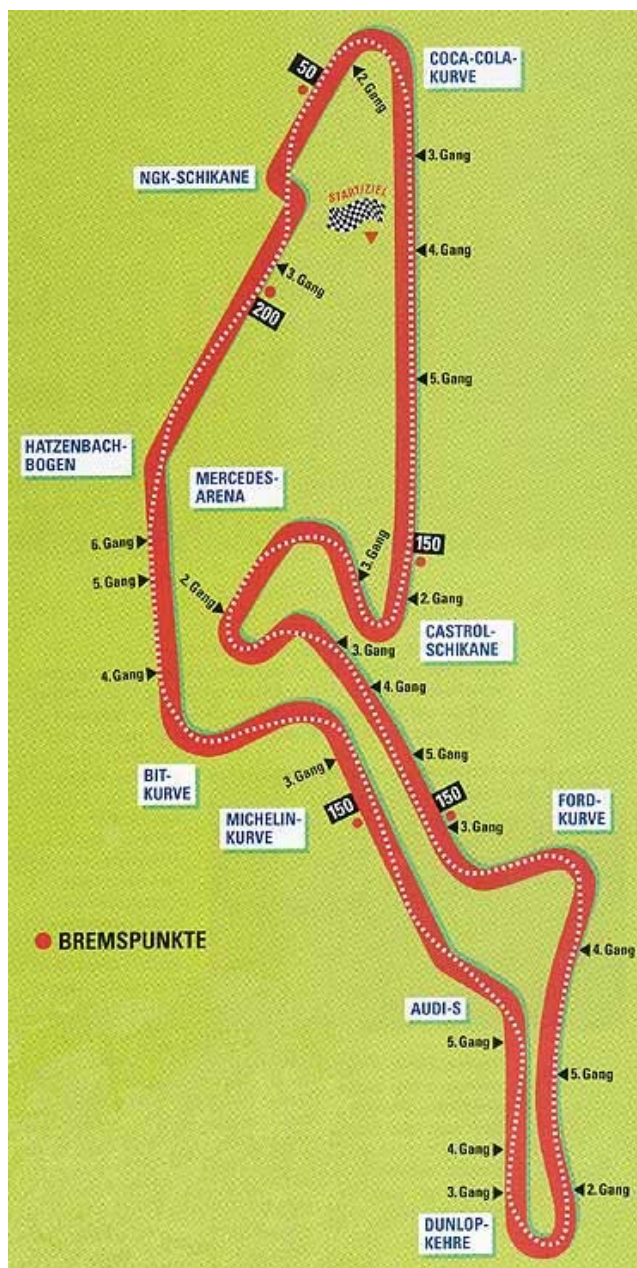 COCA-COLA-
KURVE
50
2. Gang
3. Gang
NGK-SCHIKANE
START/ZIEL
4. Gang
3. Gang
200
5. Gang
HATZENBACH-
BOGEN
MERCEDES-
ARENA
6. Gang
150
3. Gang
5. Gang
2. Gang
2. Gang
CASTROL-
SCHIKANE
3. Gang
4. Gang
4. Gang
5. Gang
BIT-
KURVE
3. Gang
MICHELIN-
KURVE
150
150
3. Gang
FORD-
KURVE
BREMSPUNKTE
4. Gang
AUDI-S
5. Gang
5. Gang
4. Gang
3. Gang
2. Gang
DUNLOP-
KEHRE